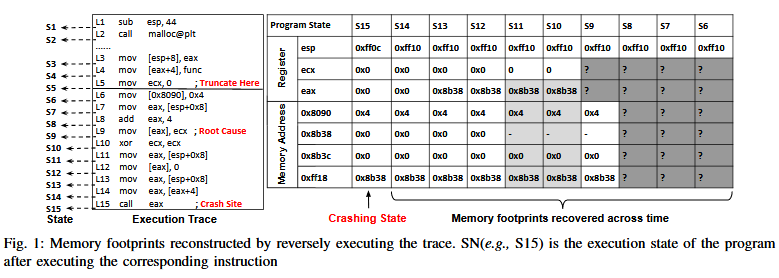 S1
S2
S3
S4
S5
S6
S7
S8
S9
S10
S11
S12
S13
S14
S15
State
L1 sub esp, 44
L2 call malloc@plt
......
L3 mov [esp+8], eax
L4 mov [eax+4], func
L5 mov ecx, 0 ; Truncate Here
L6 mov [0x8090], 0x4
L7 mov eax, [esp+0x8]
L8 add eax, 4
L9 mov [eax], ecx ; Root Cause
L10 xor ecx, ecx
L11 mov eax, [esp+0x8]
L12 mov [eax], 0
L13 mov eax, [esp+0x8]
L14 mov eax, [eax+4]
L15 call eax ; Crash Site
Execution Trace
Program State S15 S14 S13 S12 S11 S10 S9 S8 S7 S6
Register
esp 0xff0c 0xff10 0xff10 0xff10 0xff10 0xff10 0xff10 0xff10 0xff10 0xff10
ecx 0x0 0x0 0x0 0x0 0 0 ? ? ? ?
eax 0x0 0x0 0x8b38 0x8b38 0x8b38 0x8b38 ? ? ? ?
Memory Address
0x8090 0x4 0x4 0x4 0x4 0x4 0x4 0x4 ? ? ?
0x8b38 0x0 0x0 0x0 0x0 - - - ? ? ?
0x8b3c 0x0 0x0 0x0 0x0 0x0 0x0 0x0 ? ? ?
0xff18 0x8b38 0x8b38 0x8b38 0x8b38 0x8b38 0x8b38 0x8b38 ? ? ?
Crashing State
Memory footprints recovered across time
Fig. 1: Memory footprints reconstructed by reversely executing the trace. SN(e.g., S15) is the execution state of the program
after executing the corresponding instruction